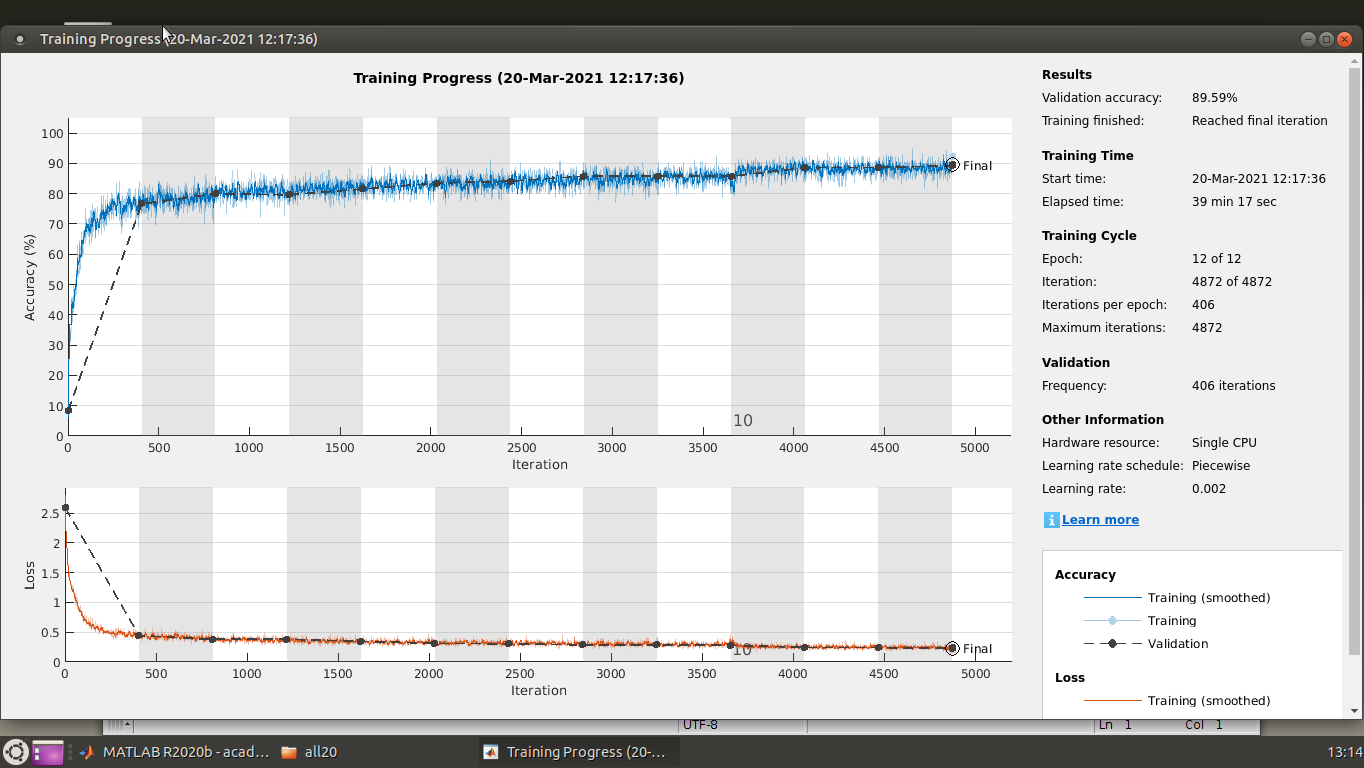 Training Progress (20-Mar-2021 12:17:36)
Training Progress (20-Mar-2021 12:17:36)
100
90
80
70
60
50
40
30
20
10
0
Accuracy (%)
Final
10
0 500 1000 1500 2000 2500 3000 3500 4000 4500 5000
Iteration
2.5
2
1.5
1
0.5
0
Loss
Final
10
0 500 1000 1500 2000 2500 3000 3500 4000 4500 5000
Iteration
Results
Validation accuracy: 89.59%
Training finished: Reached final iteration
Training Time
Start time: 20-Mar-2021 12:17:36
Elapsed time: 39 min 17 sec
Training Cycle
Epoch: 12 of 12
Iteration: 4872 of 4872
Iterations per epoch: 406
Maximum iterations: 4872
Validation
Frequency: 406 iterations
Other Information
Hardware resource: Single CPU
Learning rate schedule: Piecewise
Learning rate: 0.002
Learn more
Accuracy
Training (smoothed)
Training
Validation
Loss
Training (smoothed)
UTF-8 Ln 1 Col 1
MATLAB R2020b - acad... all20 Training Progress (20-... 13:14